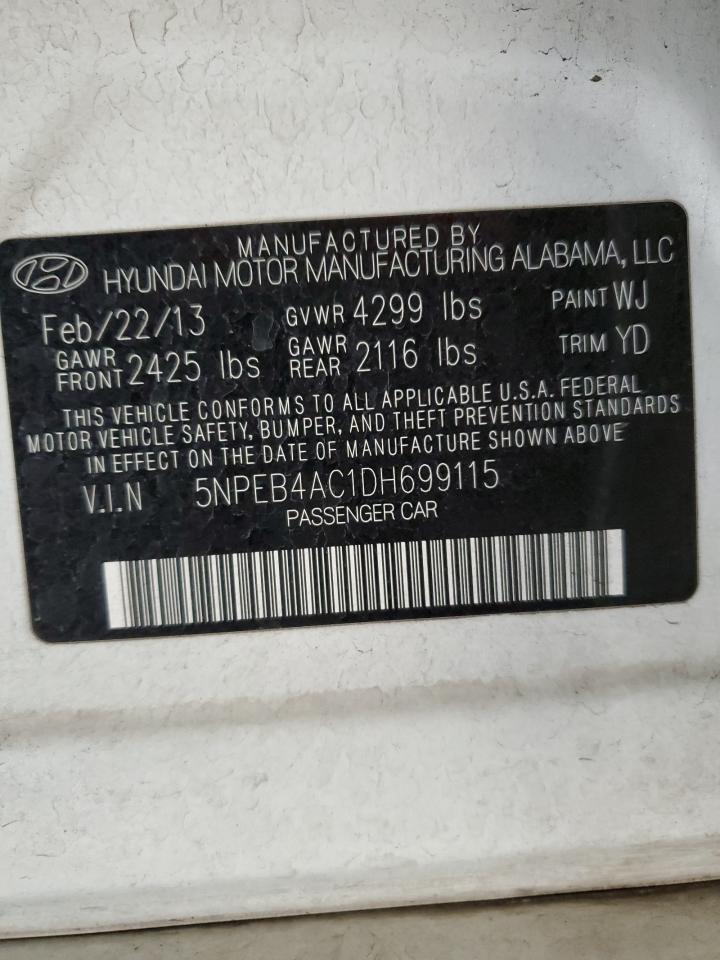 MANUFACTURED BY
HYUNDAI MOTOR MANUFACTURING ALABAMA, LLC
Feb/22/13 GVWR 4299 lbs PAINT WJ
GAWR FRONT 2425 lbs GAWR REAR 2116 lbs TRIM YD
THIS VEHICLE CONFORMS TO ALL APPLICABLE U.S.A. FEDERAL
MOTOR VEHICLE SAFETY, BUMPER, AND THEFT PREVENTION STANDARDS
IN EFFECT ON THE DATE OF MANUFACTURE SHOWN ABOVE
V.I.N 5NPEB4AC1DH699115
PASSENGER CAR